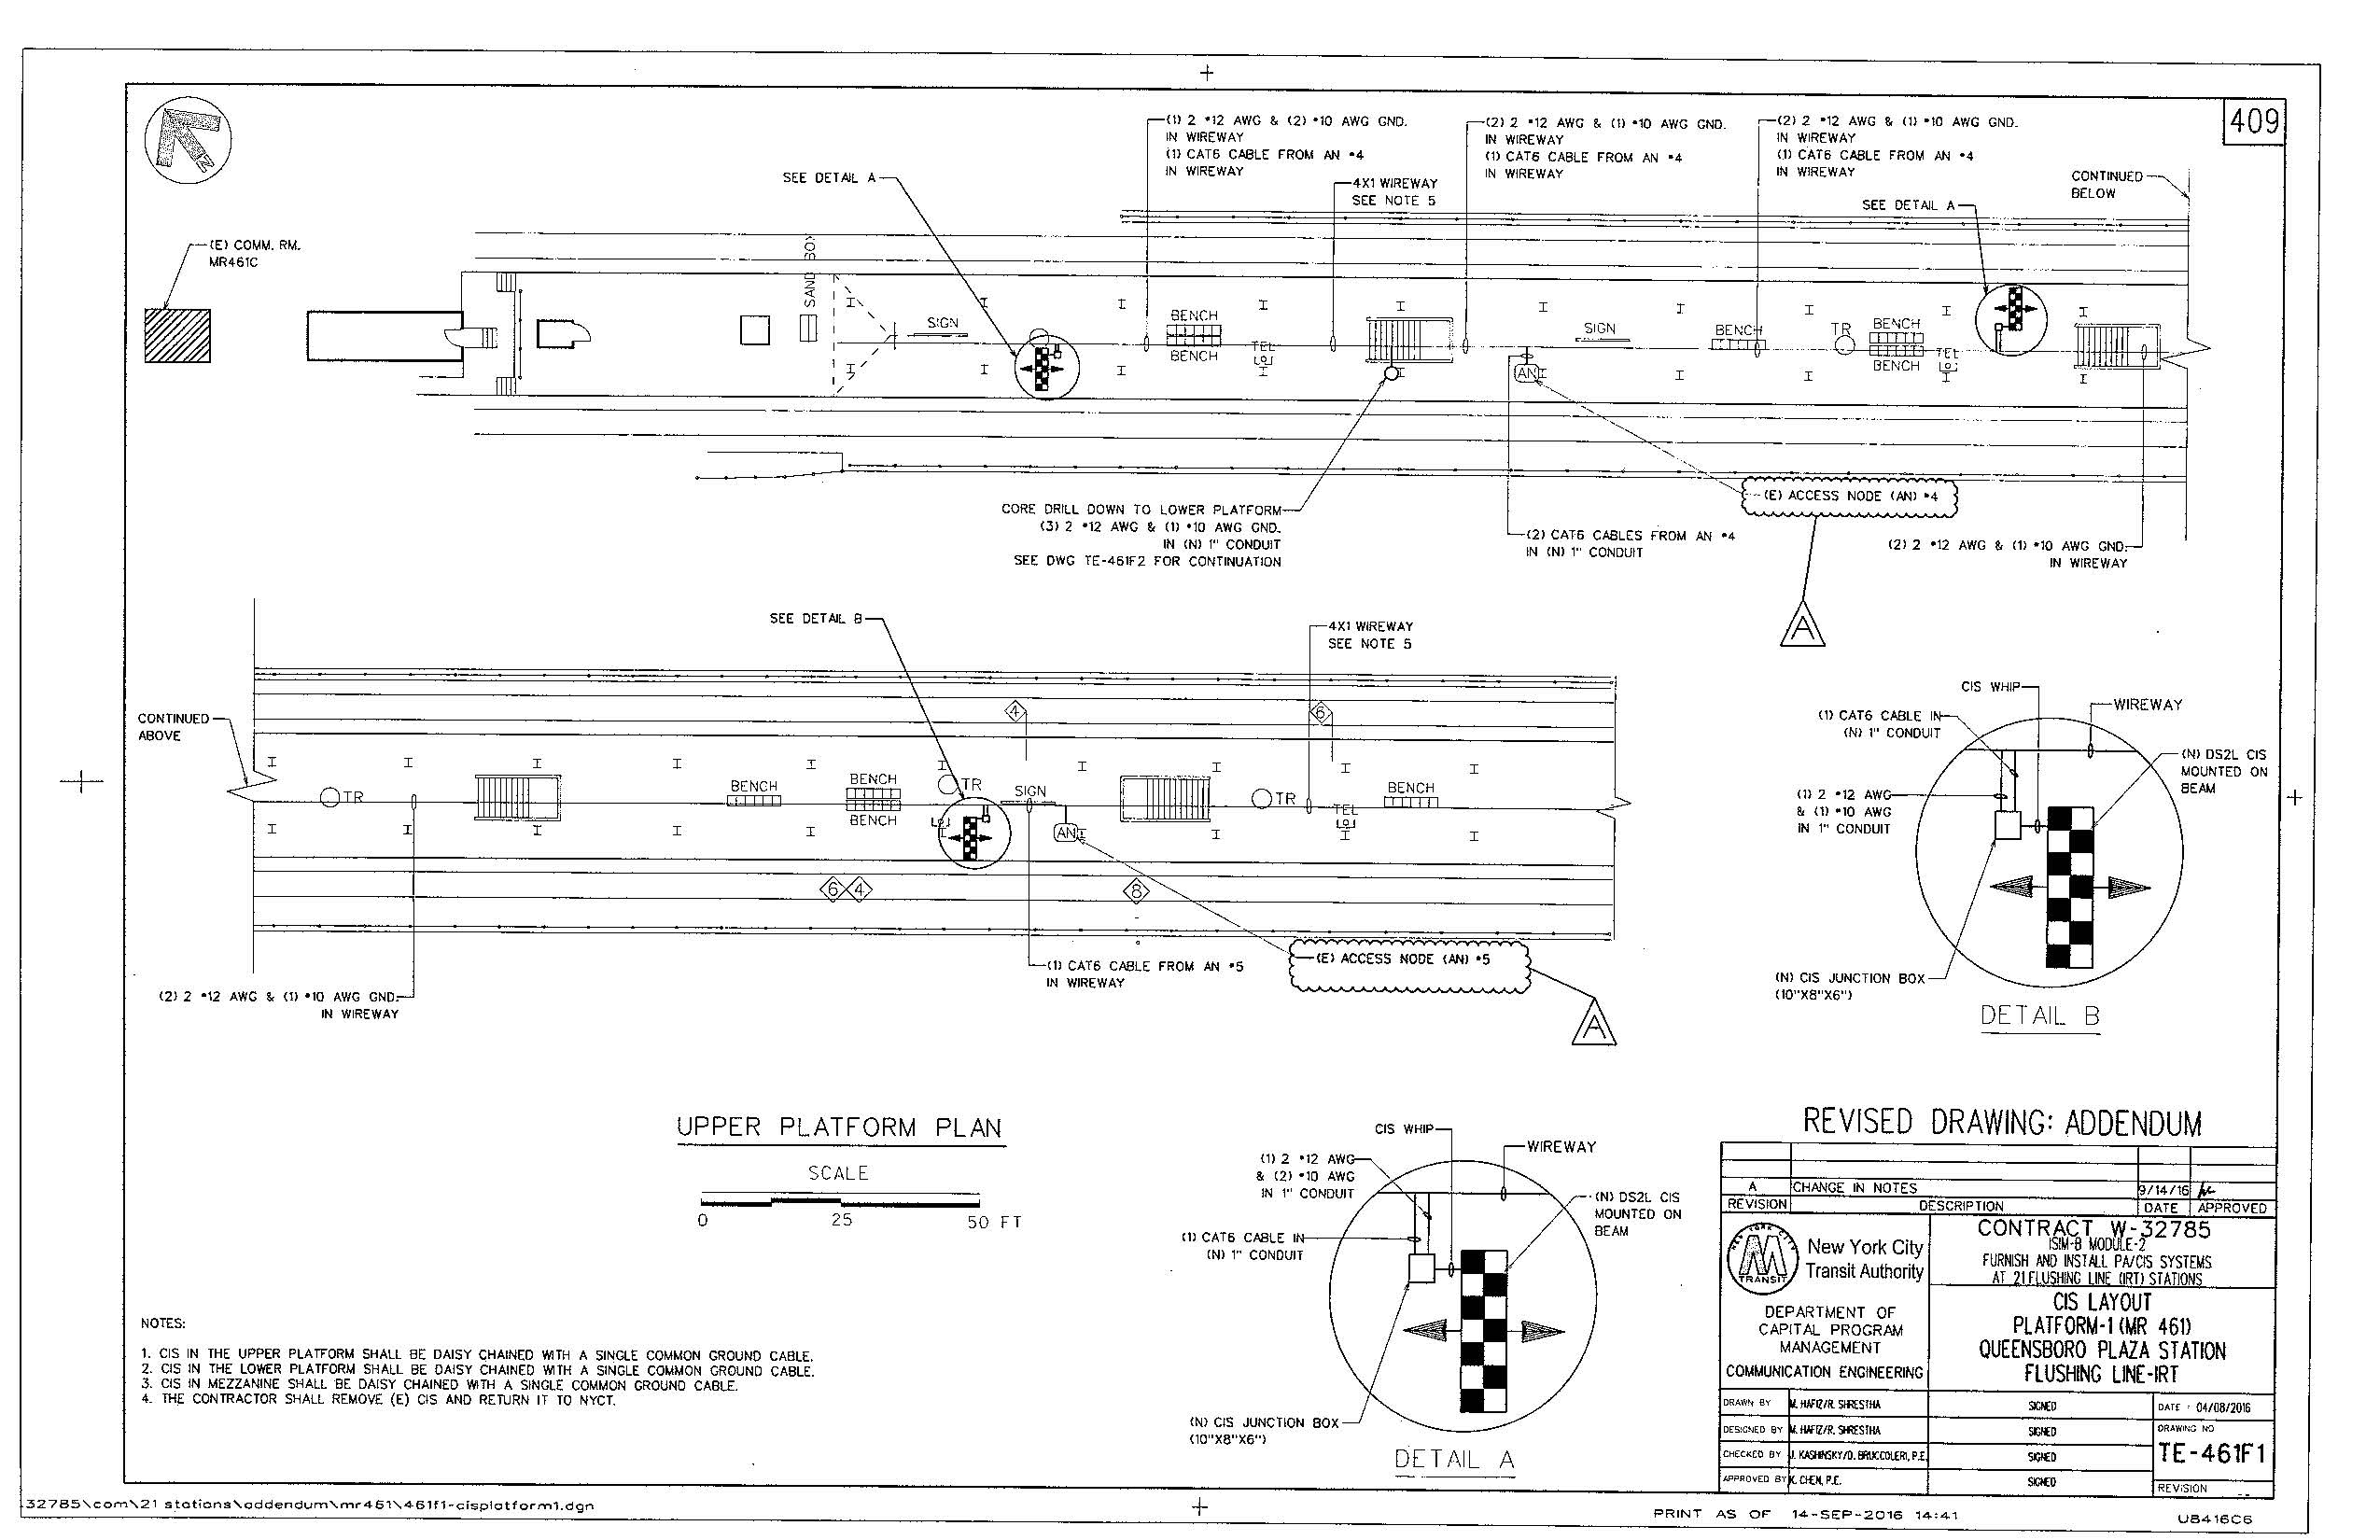 409
(1) 2 #12 AWG & (2) #10 AWG GND.
IN WIREWAY
(1) CAT6 CABLE FROM AN #4
IN WIREWAY
(2) 2 #12 AWG & (1) #10 AWG GND.
IN WIREWAY
(1) CAT6 CABLE FROM AN #4
IN WIREWAY
(2) 2 #12 AWG & (1) #10 AWG GND.
IN WIREWAY
(1) CAT6 CABLE FROM AN #4
IN WIREWAY
N
SEE DETAIL A
4X1 WIREWAY
SEE NOTE 5
SEE DETAIL A
CONTINUED
BELOW
(E) COMM. RM.
MR461C
SAND BOX
SIGN
BENCH
BENCH
TEL
SIGN
BENCH
TR
BENCH
BENCH
TEL
AN
(E) ACCESS NODE (AN) #4
CORE DRILL DOWN TO LOWER PLATFORM
(3) 2 #12 AWG & (1) #10 AWG GND.
IN (N) 1" CONDUIT
SEE DWG TE-461F2 FOR CONTINUATION
(2) CAT6 CABLES FROM AN #4
IN (N) 1" CONDUIT
(2) 2 #12 AWG & (1) #10 AWG GND.
IN WIREWAY
A
SEE DETAIL B
4X1 WIREWAY
SEE NOTE 5
CONTINUED
ABOVE
4
6
TR
BENCH
BENCH
BENCH
TR
SIGN
AN
TR
TEL
BENCH
6
4
8
(1) CAT6 CABLE FROM AN #5
IN WIREWAY
(E) ACCESS NODE (AN) #5
A
(2) 2 #12 AWG & (1) #10 AWG GND.
IN WIREWAY
CIS WHIP
WIREWAY
(1) CAT6 CABLE IN
(N) 1" CONDUIT
(N) DS2L CIS
MOUNTED ON
BEAM
(1) 2 #12 AWG
& (1) #10 AWG
IN 1" CONDUIT
(N) CIS JUNCTION BOX
(10"X8"X6")
DETAIL B
UPPER PLATFORM PLAN
SCALE
0 25 50 FT
CIS WHIP
WIREWAY
(1) 2 #12 AWG
& (2) #10 AWG
IN 1" CONDUIT
(N) DS2L CIS
MOUNTED ON
BEAM
(1) CAT6 CABLE IN
(N) 1" CONDUIT
(N) CIS JUNCTION BOX
(10"X8"X6")
DETAIL A
NOTES:
1. CIS IN THE UPPER PLATFORM SHALL BE DAISY CHAINED WITH A SINGLE COMMON GROUND CABLE.
2. CIS IN THE LOWER PLATFORM SHALL BE DAISY CHAINED WITH A SINGLE COMMON GROUND CABLE.
3. CIS IN MEZZANINE SHALL BE DAISY CHAINED WITH A SINGLE COMMON GROUND CABLE.
4. THE CONTRACTOR SHALL REMOVE (E) CIS AND RETURN IT TO NYCT.
REVISED DRAWING: ADDENDUM
A CHANGE IN NOTES 9/14/16
REVISION DESCRIPTION DATE APPROVED
NEW YORK CITY TRANSIT
New York City
Transit Authority
DEPARTMENT OF
CAPITAL PROGRAM
MANAGEMENT
COMMUNICATION ENGINEERING
CONTRACT W-32785
ISIM-B MODULE-2
FURNISH AND INSTALL PA/CIS SYSTEMS
AT 21 FLUSHING LINE (IRT) STATIONS
CIS LAYOUT
PLATFORM-1 (MR 461)
QUEENSBORO PLAZA STATION
FLUSHING LINE-IRT
DRAWN BY M. HAFIZ/R. SHRESTHA SIGNED
DESIGNED BY M. HAFIZ/R. SHRESTHA SIGNED
CHECKED BY J. KASHINSKY/D. BRUCCOLERI, P.E. SIGNED
APPROVED BY K. CHEN, P.E. SIGNED
DATE : 04/08/2016
DRAWING NO
TE-461F1
REVISION --
32785\com\21 stations\addendum\mr461\461f1-cisplatform1.dgn
PRINT AS OF 14-SEP-2016 14:41
U8416C6